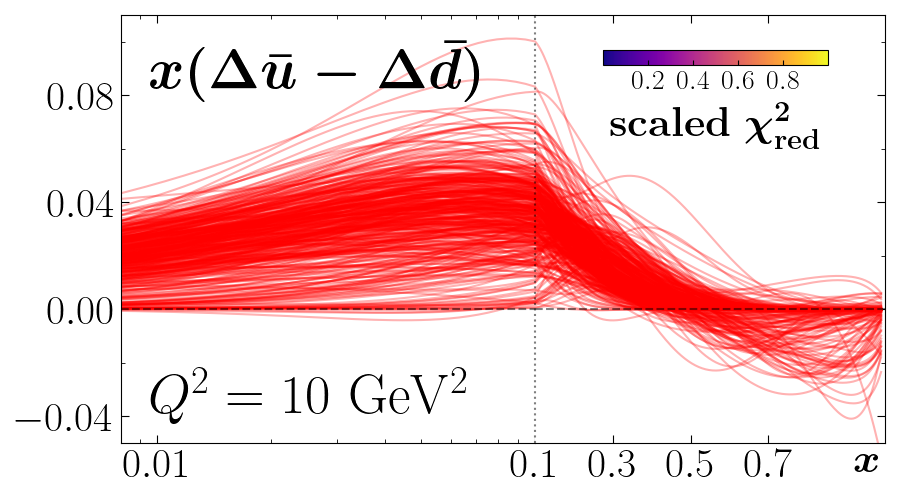 x(Δū − Δd̄)
0.2 0.4 0.6 0.8
scaled χ²red
0.08
0.04
0.00
−0.04
Q² = 10 GeV²
0.01 0.1 0.3 0.5 0.7 x